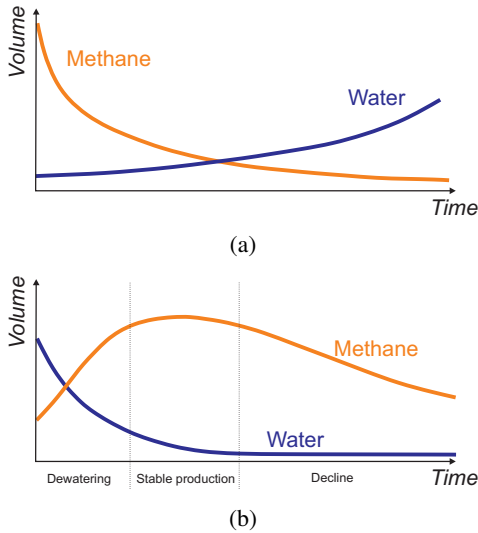 Volume
Methane
Water
Time
(a)
Volume
Methane
Water
Time
Dewatering Stable production Decline
(b)